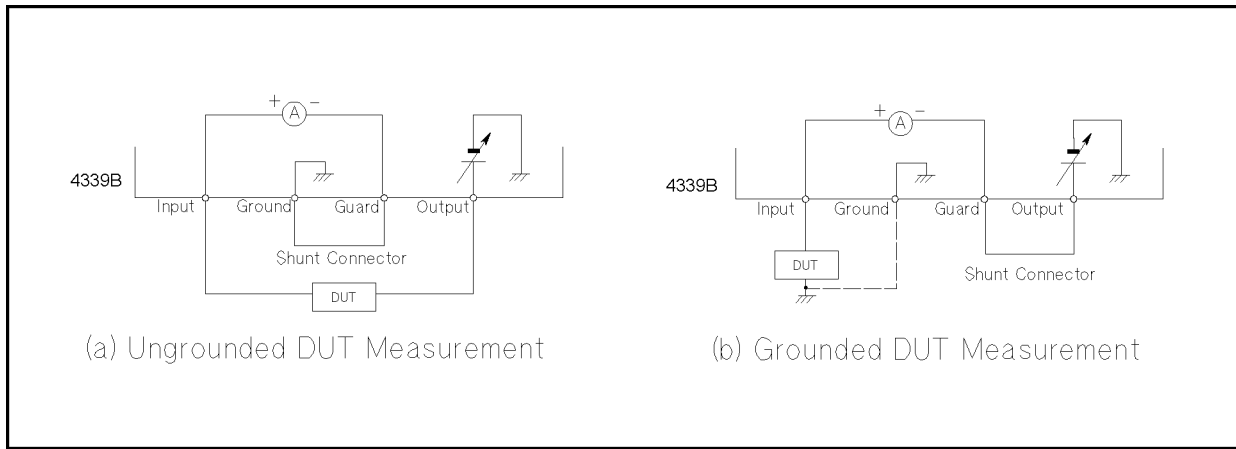 + A −
4339B
Input Ground Guard Output
Shunt Connector
DUT
(a) Ungrounded DUT Measurement
+ A −
4339B
Input Ground Guard Output
DUT
Shunt Connector
(b) Grounded DUT Measurement